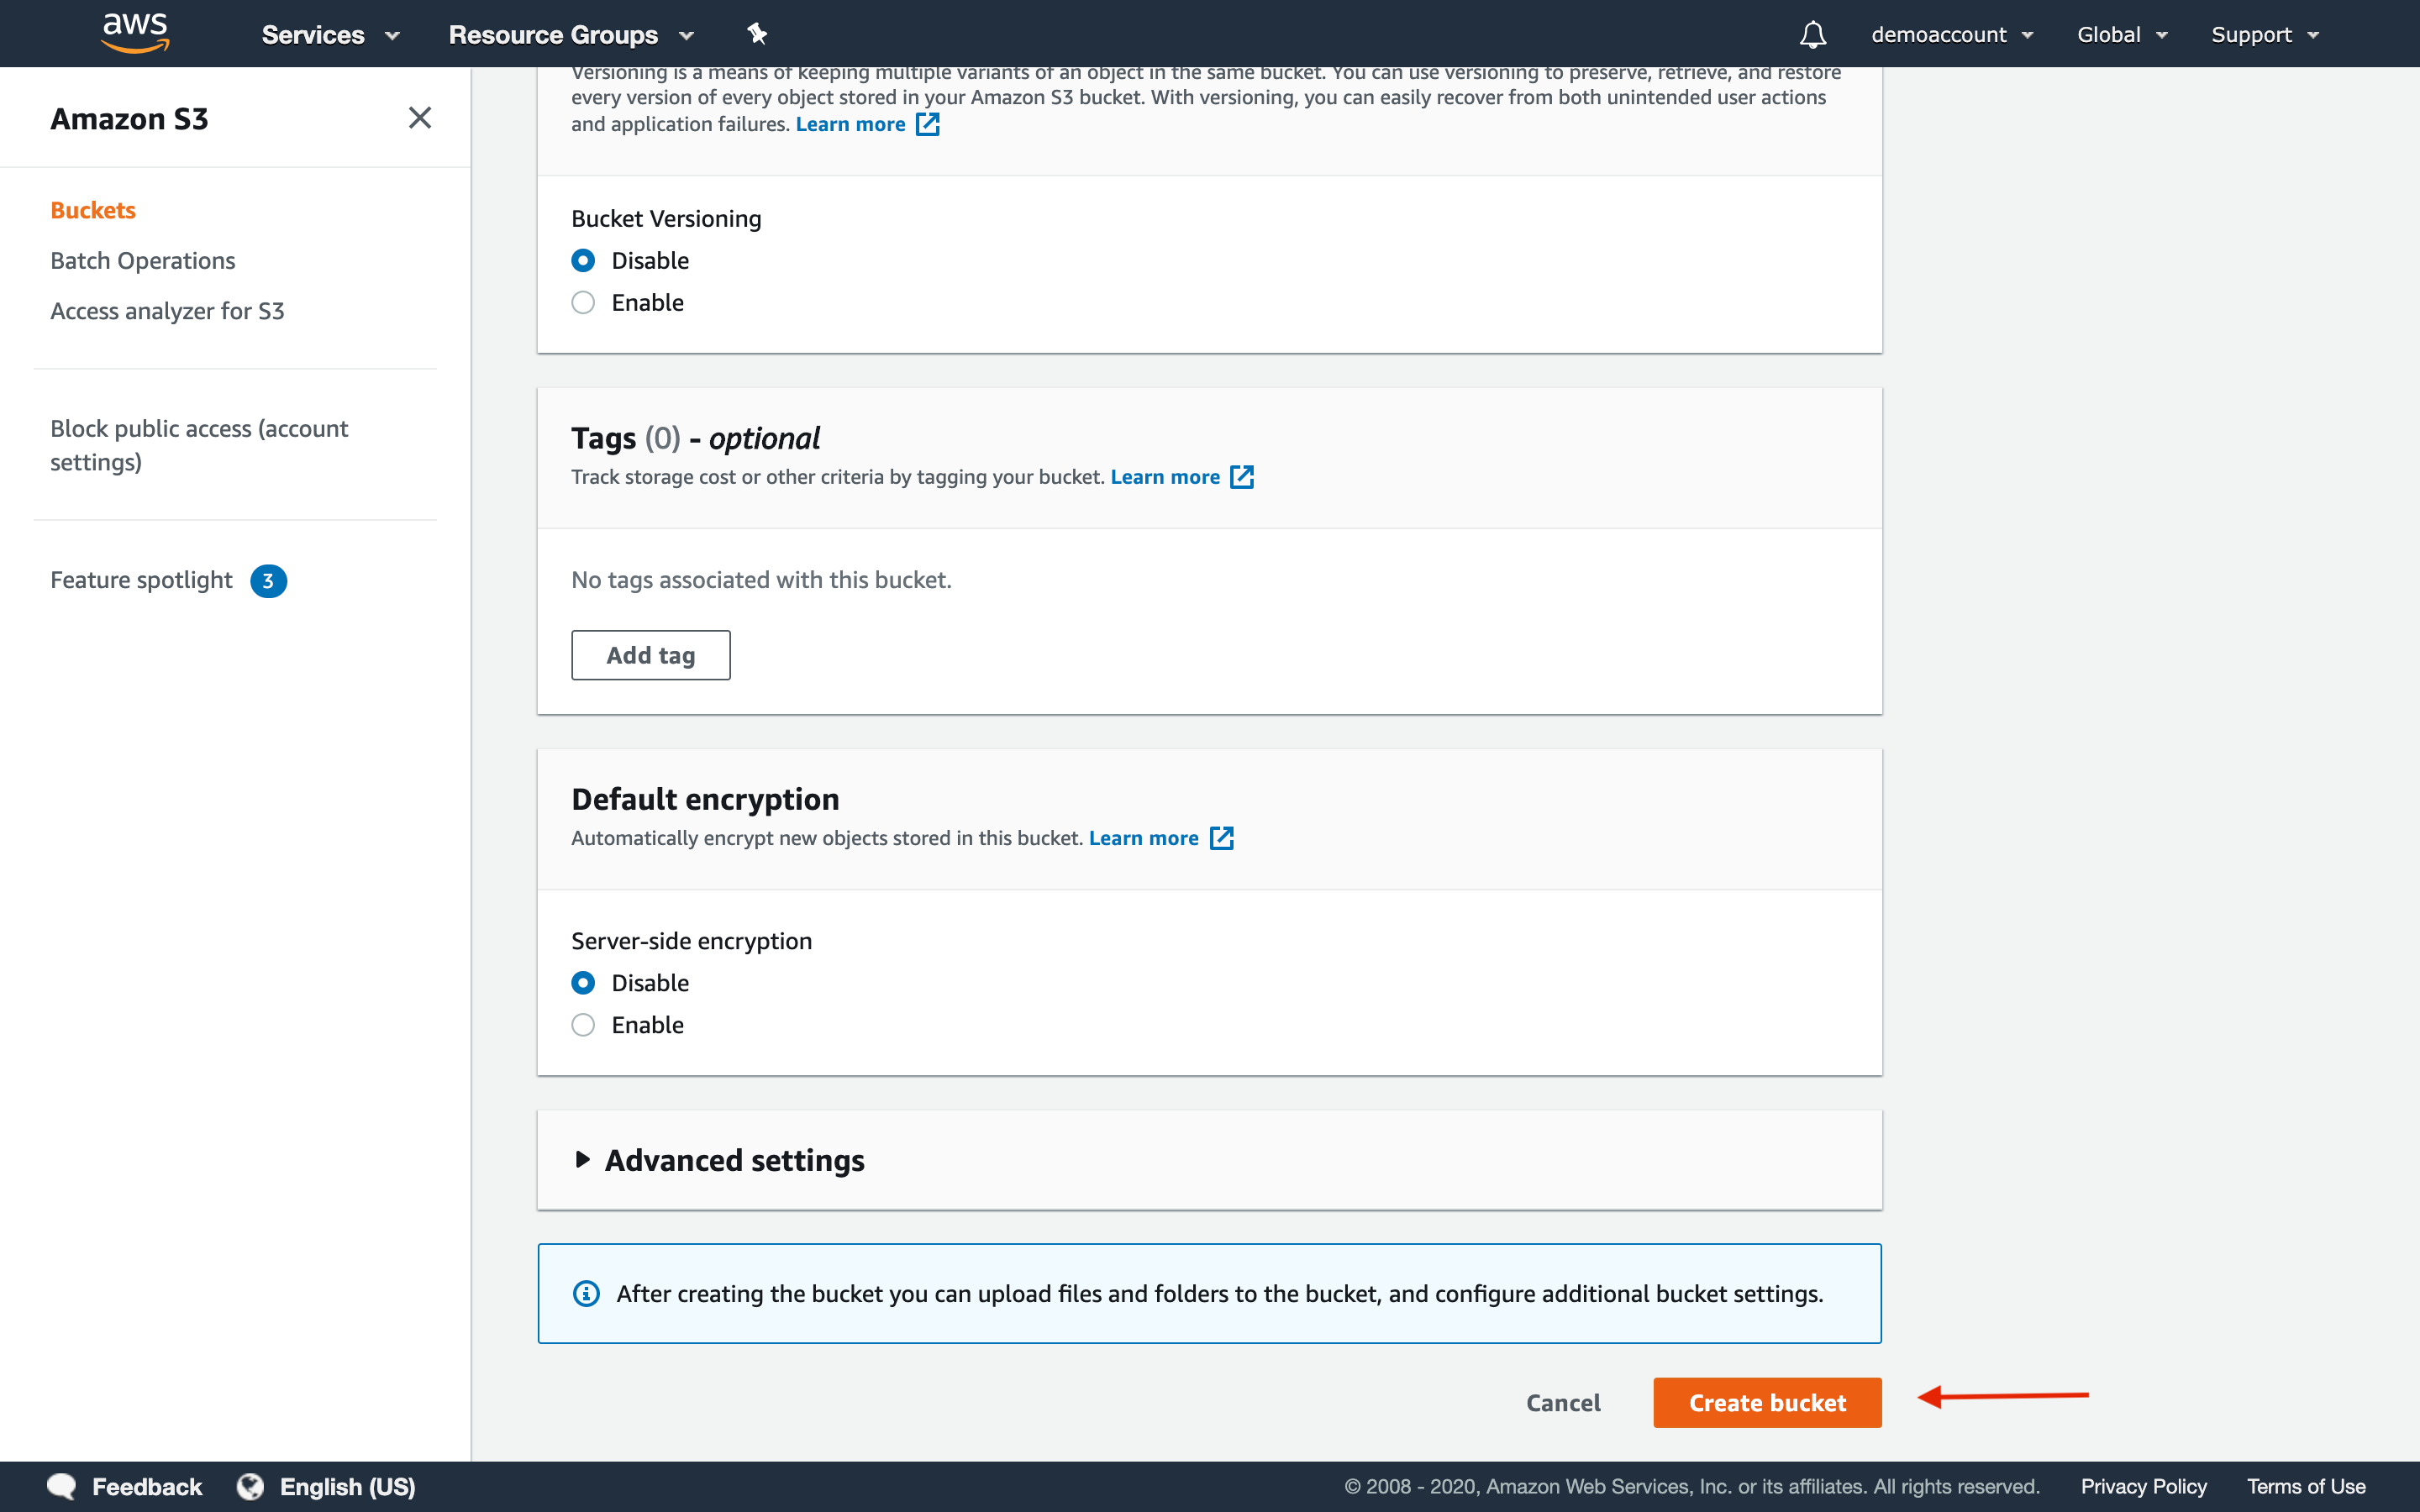 aws
Services
Resource Groups
demoaccount
Global
Support
Amazon S3
Buckets
Batch Operations
Access analyzer for S3
Block public access (account
settings)
Feature spotlight 3
Versioning is a means of keeping multiple variants of an object in the same bucket. You can use versioning to preserve, retrieve, and restore
every version of every object stored in your Amazon S3 bucket. With versioning, you can easily recover from both unintended user actions
and application failures. Learn more
Bucket Versioning
Disable
Enable
Tags (0) - optional
Track storage cost or other criteria by tagging your bucket. Learn more
No tags associated with this bucket.
Add tag
Default encryption
Automatically encrypt new objects stored in this bucket. Learn more
Server-side encryption
Disable
Enable
Advanced settings
After creating the bucket you can upload files and folders to the bucket, and configure additional bucket settings.
Cancel
Create bucket
Feedback
English (US)
© 2008 - 2020, Amazon Web Services, Inc. or its affiliates. All rights reserved.
Privacy Policy
Terms of Use